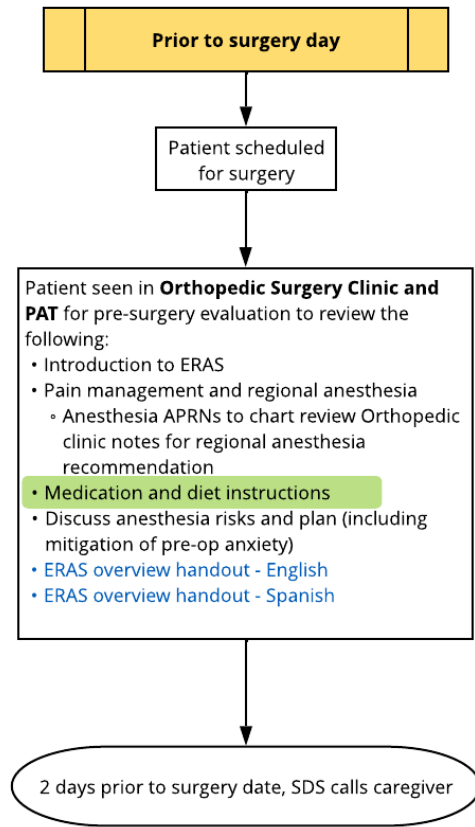 Prior to surgery day
Patient scheduled
for surgery
Patient seen in Orthopedic Surgery Clinic and
PAT for pre-surgery evaluation to review the
following:
• Introduction to ERAS
• Pain management and regional anesthesia
◦ Anesthesia APRNs to chart review Orthopedic
clinic notes for regional anesthesia
recommendation
• Medication and diet instructions
• Discuss anesthesia risks and plan (including
mitigation of pre-op anxiety)
• ERAS overview handout - English
• ERAS overview handout - Spanish
2 days prior to surgery date, SDS calls caregiver